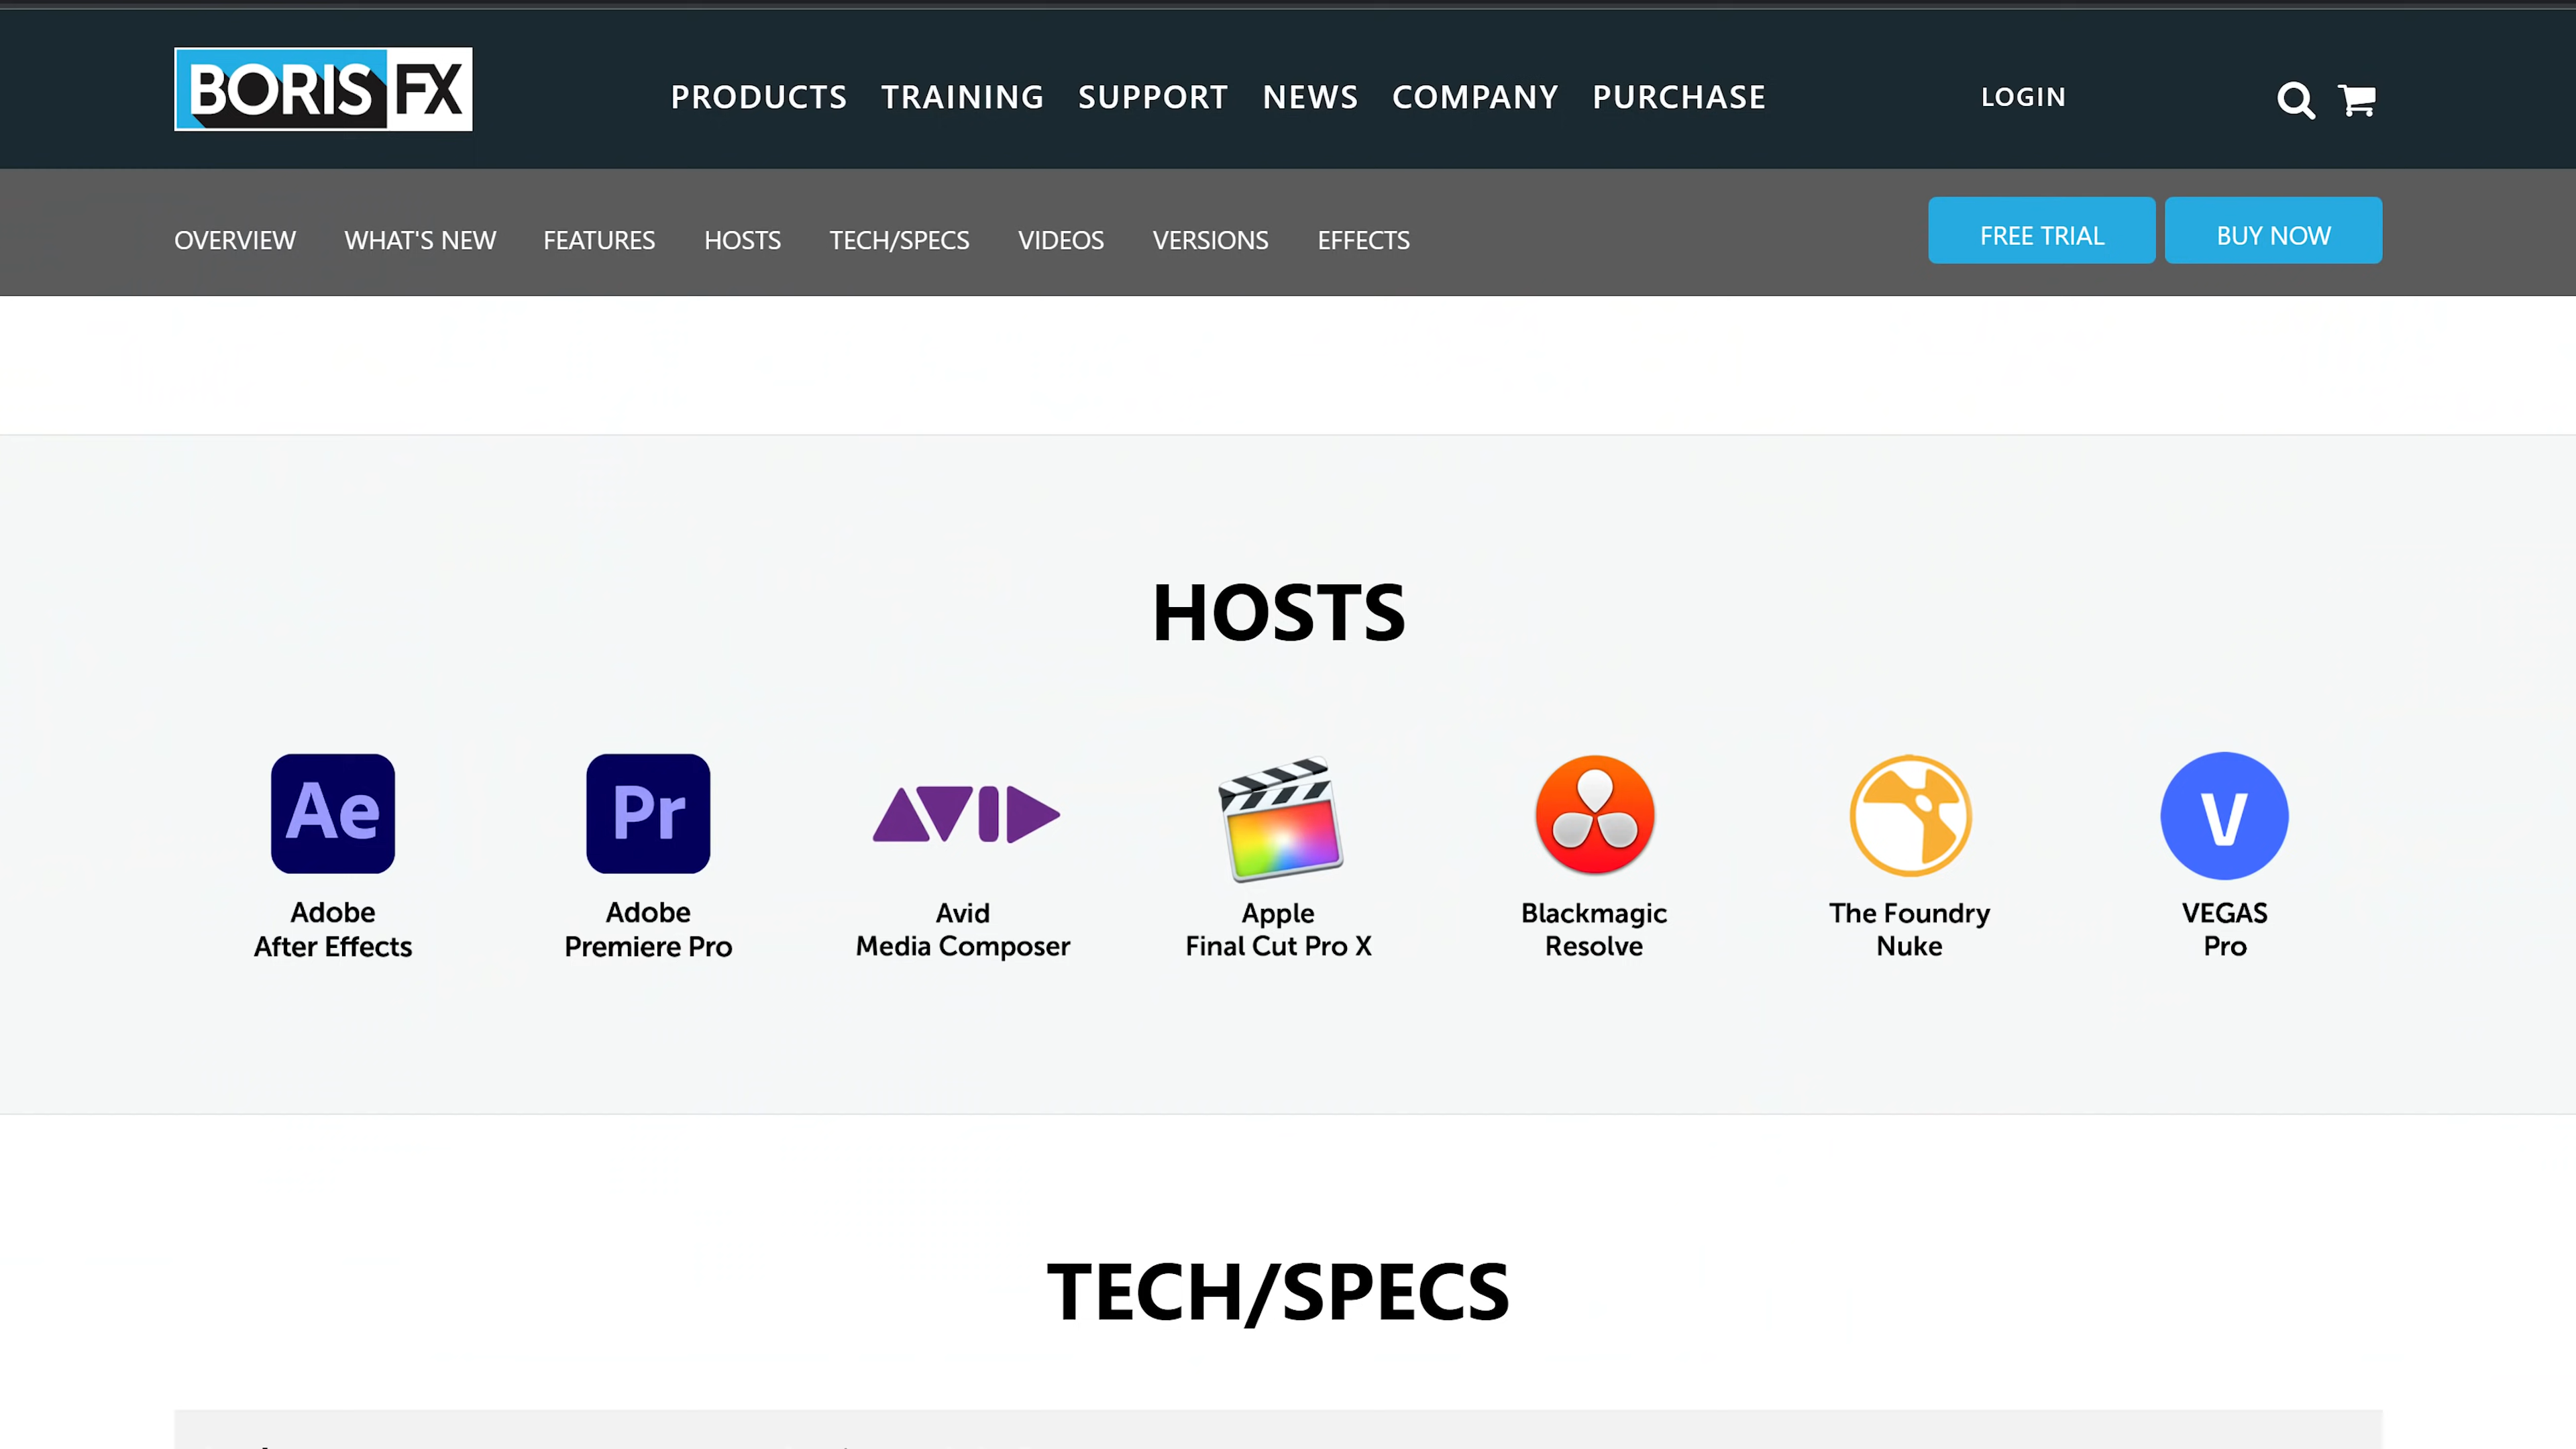 BORIS FX
PRODUCTS TRAINING SUPPORT NEWS COMPANY PURCHASE LOGIN
OVERVIEW WHAT'S NEW FEATURES HOSTS TECH/SPECS VIDEOS VERSIONS EFFECTS FREE TRIAL BUY NOW
HOSTS
Ae
Adobe
After Effects
Pr
Adobe
Premiere Pro
AVID
Avid
Media Composer
Apple
Final Cut Pro X
Blackmagic
Resolve
The Foundry
Nuke
V
VEGAS
Pro
TECH/SPECS